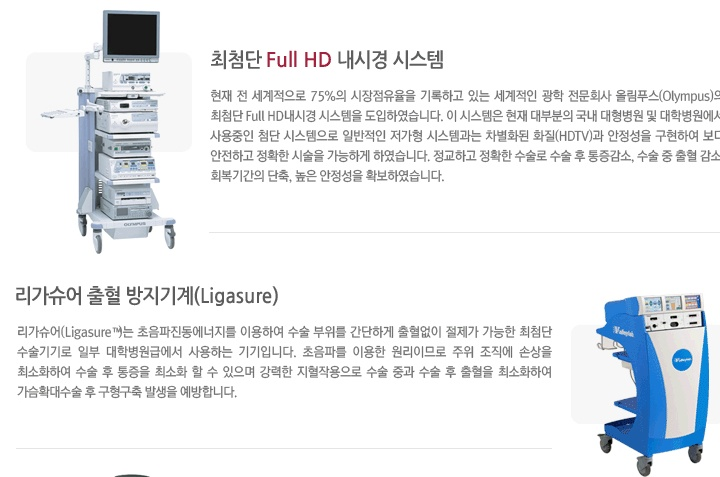 최첨단 Full HD 내시경 시스템
현재 전 세계적으로 75%의 시장점유율을 기록하고 있는 세계적인 광학 전문회사 올림푸스(Olympus)의
최첨단 Full HD내시경 시스템을 도입하였습니다. 이 시스템은 현재 대부분의 국내 대형병원 및 대학병원에서
사용중인 첨단 시스템으로 일반적인 저가형 시스템과는 차별화된 화질(HDTV)과 안정성을 구현하여 보다
안전하고 정확한 시술을 가능하게 하였습니다. 정교하고 정확한 수술로 수술 후 통증감소, 수술 중 출혈 감소
회복기간의 단축, 높은 안정성을 확보하였습니다.
OLYMPUS
리가슈어 출혈 방지기계(Ligasure)
리가슈어(Ligasure™)는 초음파진동에너지를 이용하여 수술 부위를 간단하게 출혈없이 절제가 가능한 최첨단
수술기기로 일부 대학병원급에서 사용하는 기기입니다. 초음파를 이용한 원리이므로 주위 조직에 손상을
최소화하여 수술 후 통증을 최소화 할 수 있으며 강력한 지혈작용으로 수술 중과 수술 후 출혈을 최소화하여
가슴확대수술 후 구형구축 발생을 예방합니다.